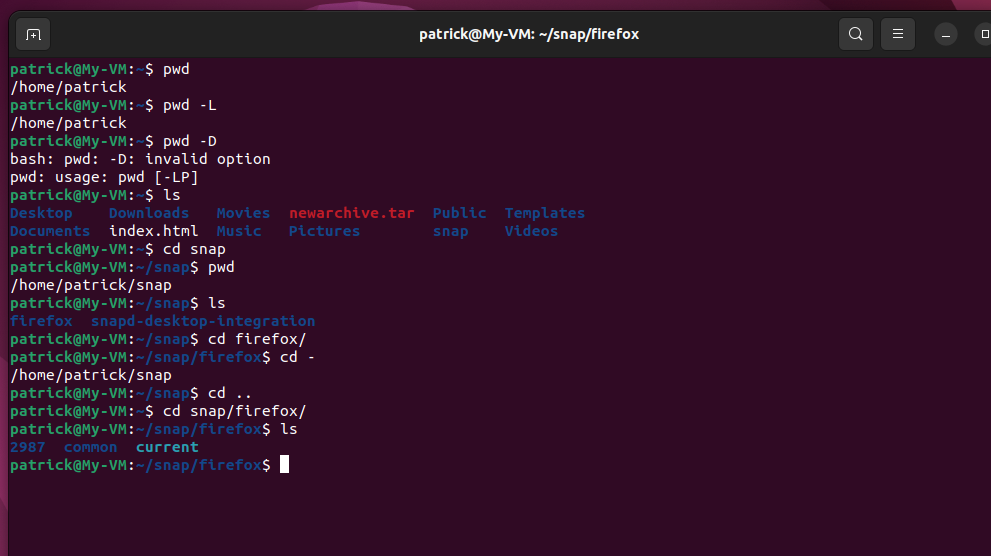 patrick@My-VM: ~/snap/firefox
patrick@My-VM:~$ pwd
/home/patrick
patrick@My-VM:~$ pwd -L
/home/patrick
patrick@My-VM:~$ pwd -D
bash: pwd: -D: invalid option
pwd: usage: pwd [-LP]
patrick@My-VM:~$ ls
Desktop    Downloads   Movies  newarchive.tar  Public  Templates
Documents  index.html  Music   Pictures        snap    Videos
patrick@My-VM:~$ cd snap
patrick@My-VM:~/snap$ pwd
/home/patrick/snap
patrick@My-VM:~/snap$ ls
firefox  snapd-desktop-integration
patrick@My-VM:~/snap$ cd firefox/
patrick@My-VM:~/snap/firefox$ cd -
/home/patrick/snap
patrick@My-VM:~/snap$ cd ..
patrick@My-VM:~$ cd snap/firefox/
patrick@My-VM:~/snap/firefox$ ls
2987  common  current
patrick@My-VM:~/snap/firefox$